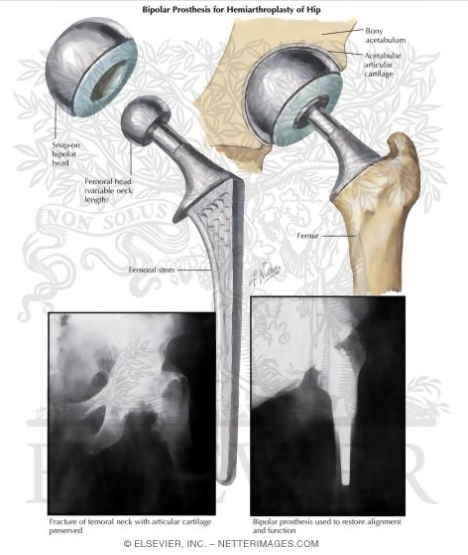 Bipolar Prosthesis for Hemiarthroplasty of Hip
Bony
acetabulum
Acetabular
articular
cartilage
Snap-on
bipolar
head
Femoral head
(variable neck
length)
NON SOLUS
Femur
Femoral stem
ELSEVIER
Fracture of femoral neck with articular cartilage
preserved
Bipolar prosthesis used to restore alignment
and function
© ELSEVIER, INC. – NETTERIMAGES.COM